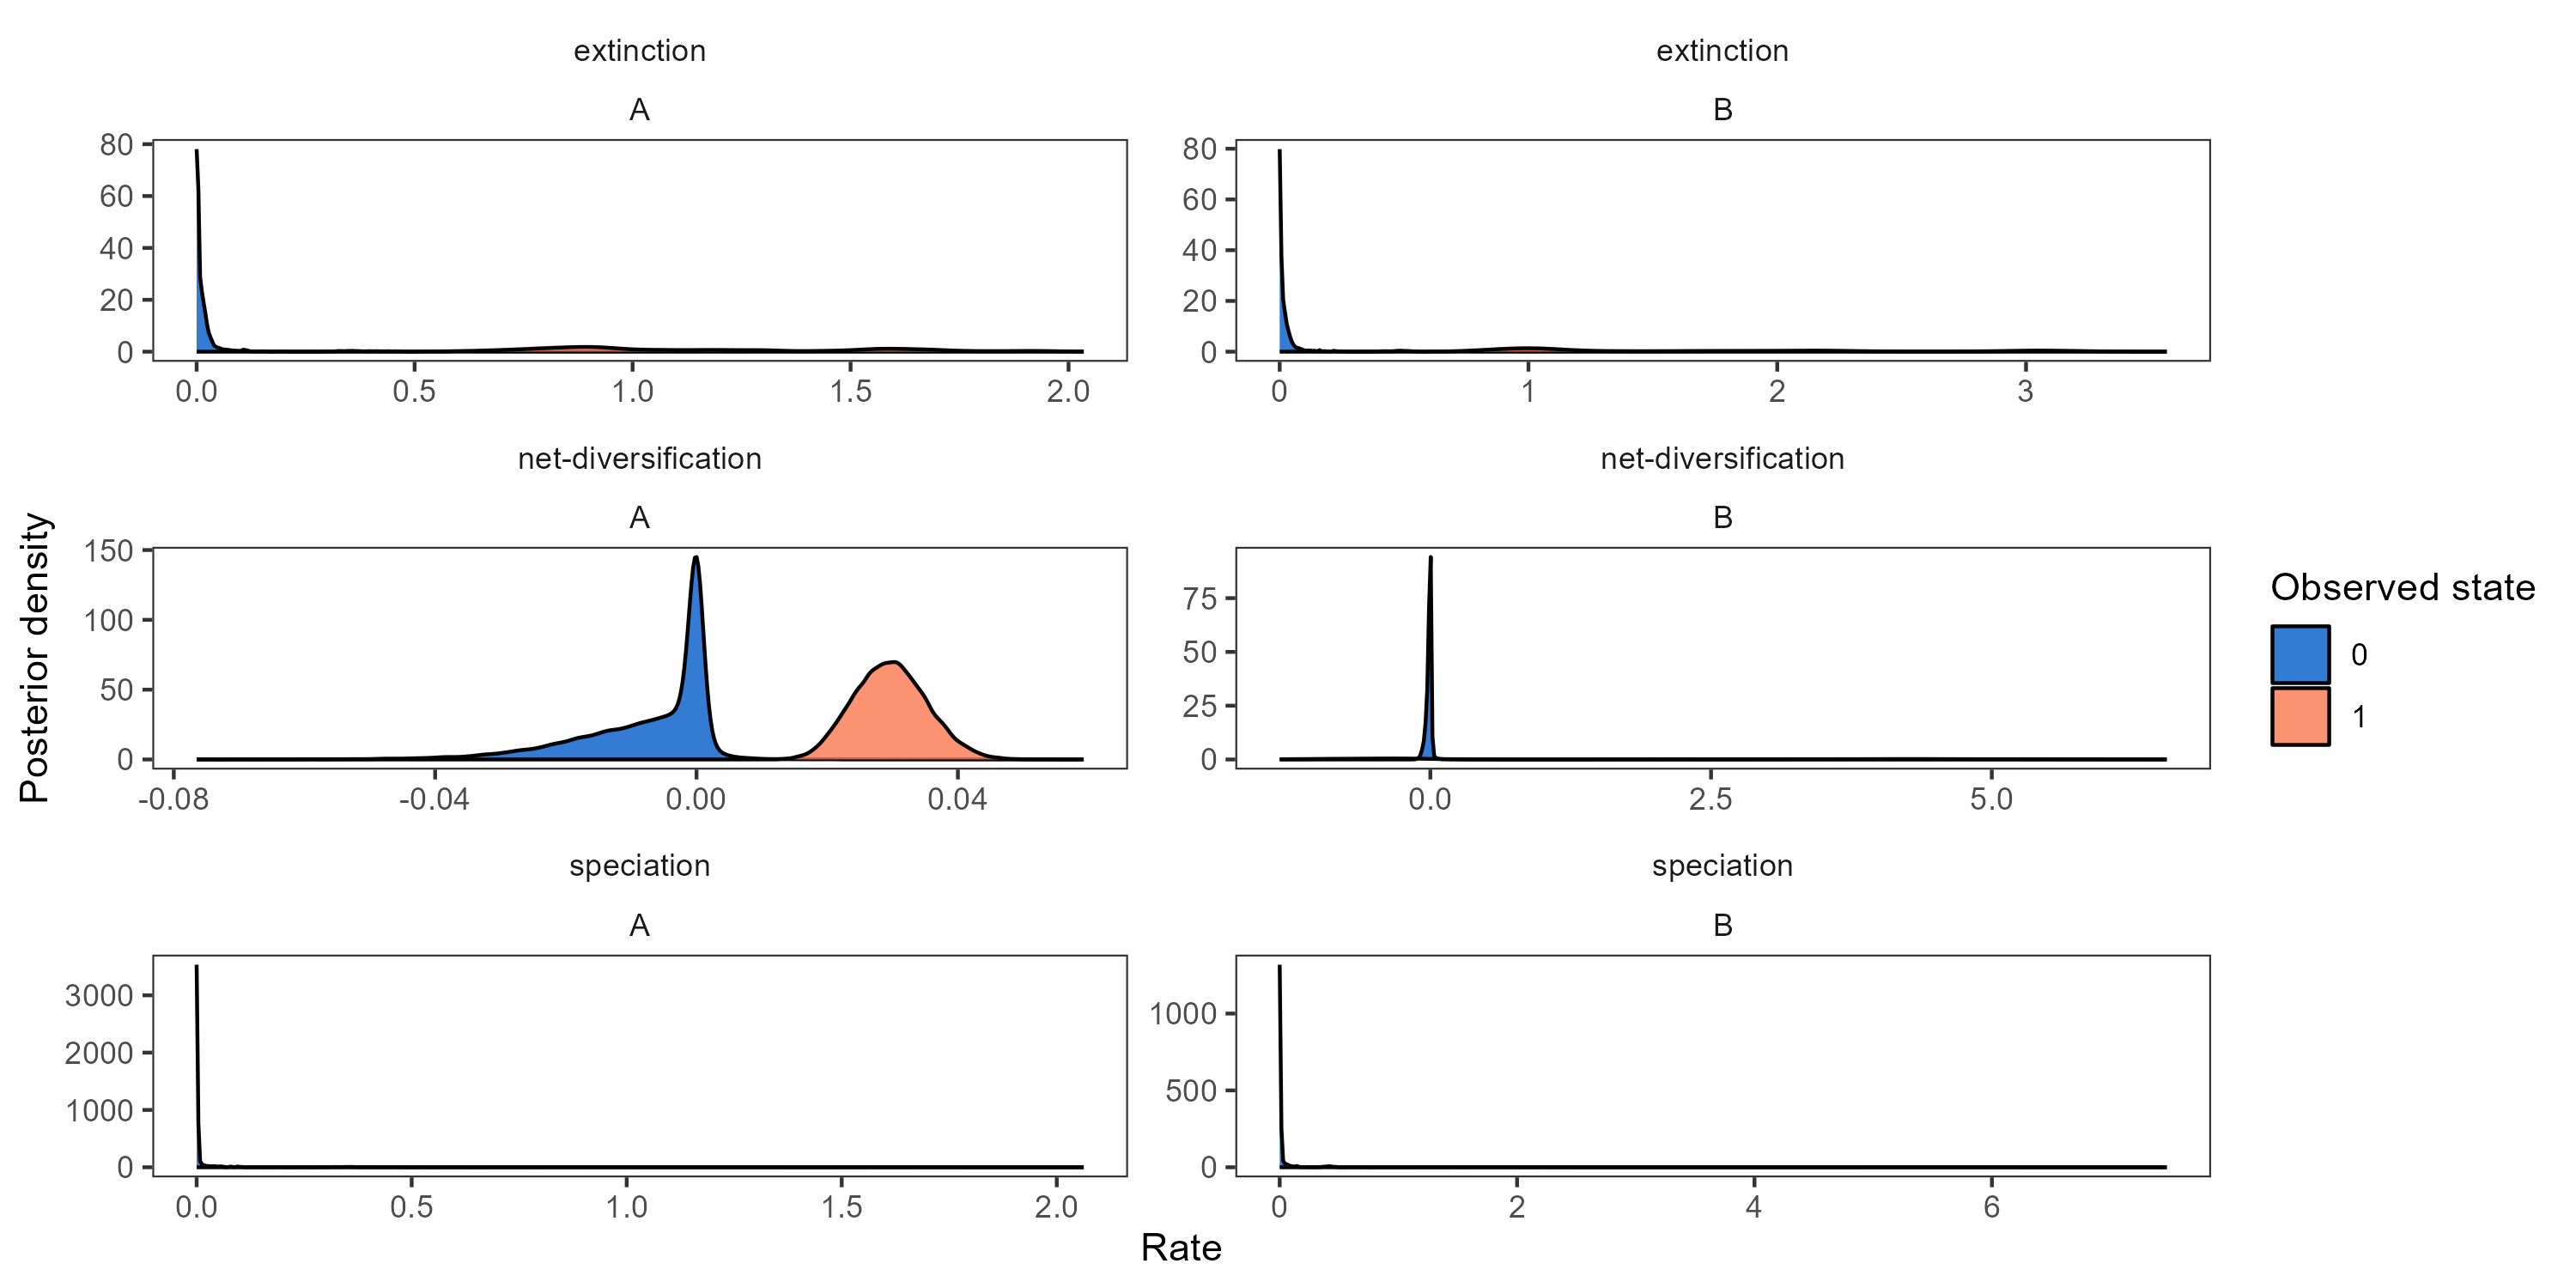 extinction
A
80
60
40
20
0
0.0 0.5 1.0 1.5 2.0
extinction
B
80
60
40
20
0
0 1 2 3
net-diversification
A
150
100
50
0
-0.08 -0.04 0.00 0.04
net-diversification
B
75
50
25
0
0.0 2.5 5.0
speciation
A
3000
2000
1000
0
0.0 0.5 1.0 1.5 2.0
speciation
B
1000
500
0
0 2 4 6
Posterior density
Rate
Observed state
0
1